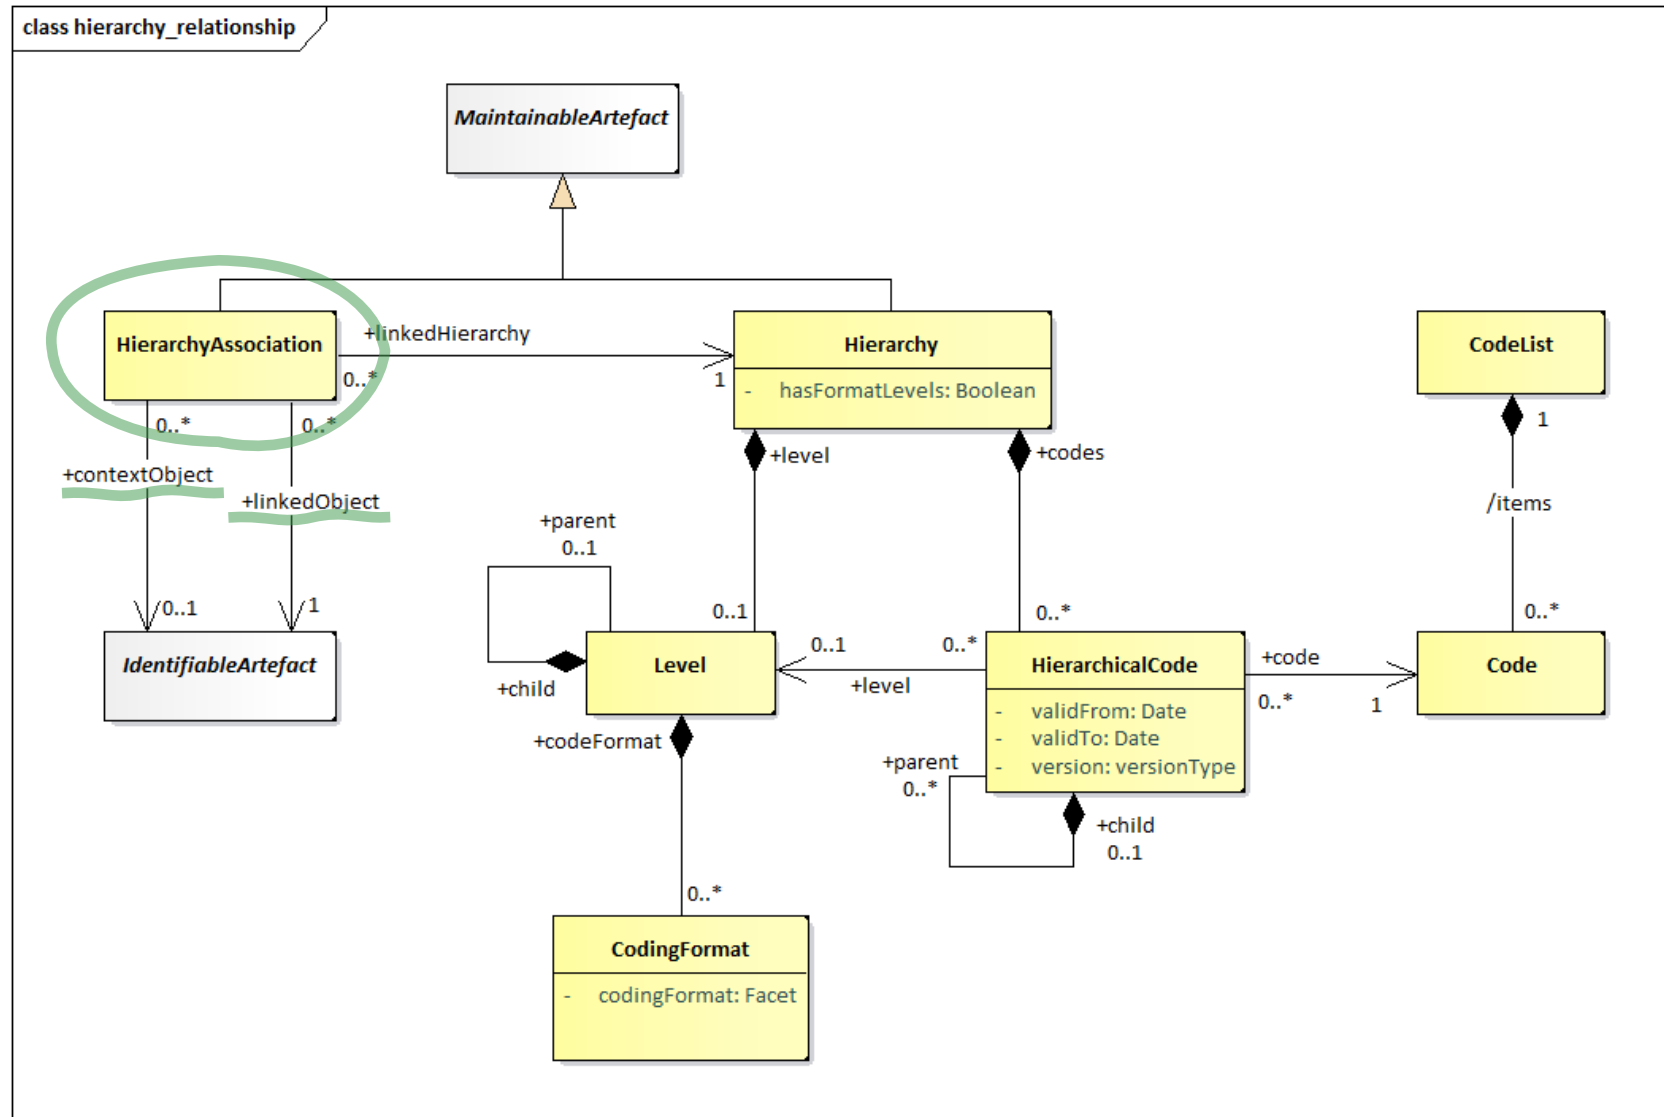 class hierarchy_relationship
MaintainableArtefact
HierarchyAssociation
+linkedHierarchy
0..*
1
Hierarchy
- hasFormatLevels: Boolean
CodeList
1
0..*
0..*
+contextObject
+linkedObject
0..1
1
IdentifiableArtefact
+level
+codes
/items
+parent
0..1
0..1
0..*
0..*
Level
+child
0..1
0..*
+level
HierarchicalCode
- validFrom: Date
- validTo: Date
- version: versionType
+code
0..*
1
Code
+parent
0..*
+child
0..1
+codeFormat
0..*
CodingFormat
- codingFormat: Facet